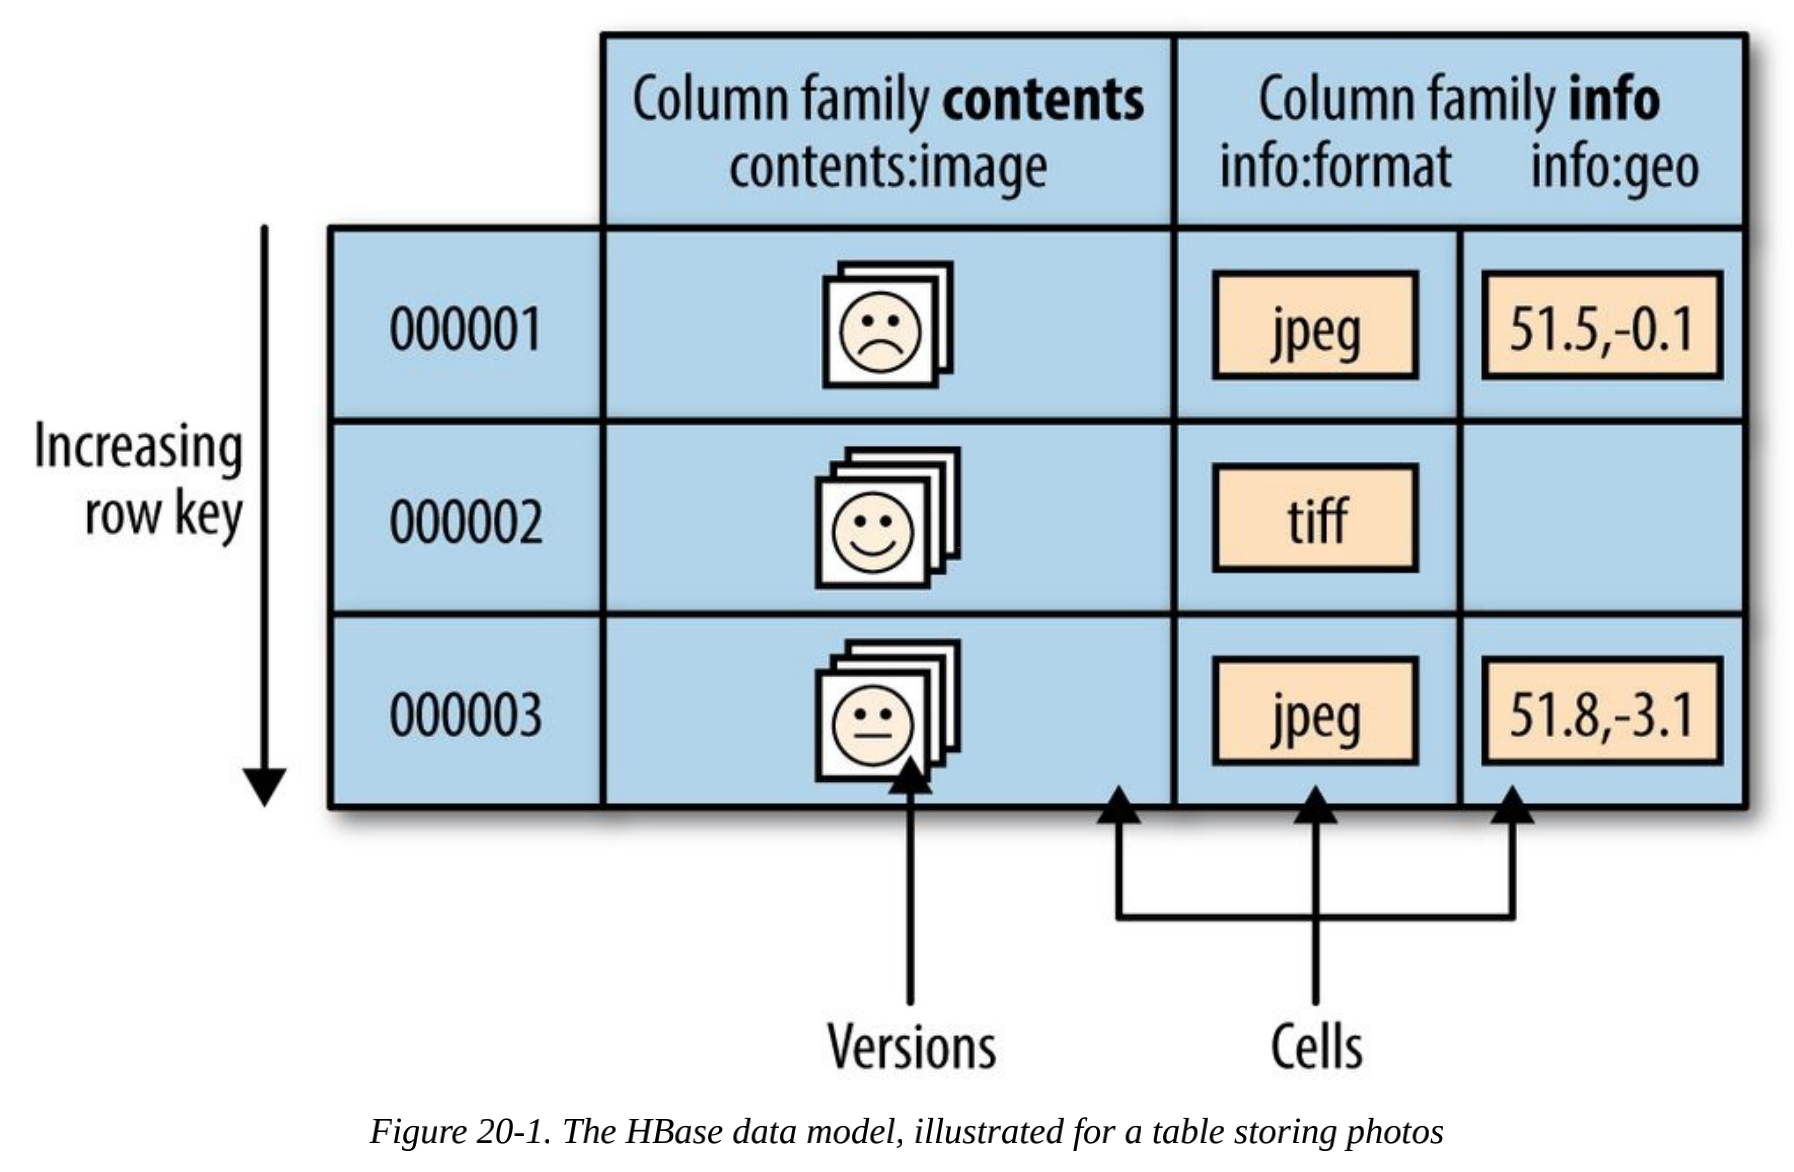 Column family contents
contents:image
Column family info
info:format info:geo
000001 jpeg 51.5,-0.1
Increasing
row key
000002 tiff
000003 jpeg 51.8,-3.1
Versions
Cells
Figure 20-1. The HBase data model, illustrated for a table storing photos